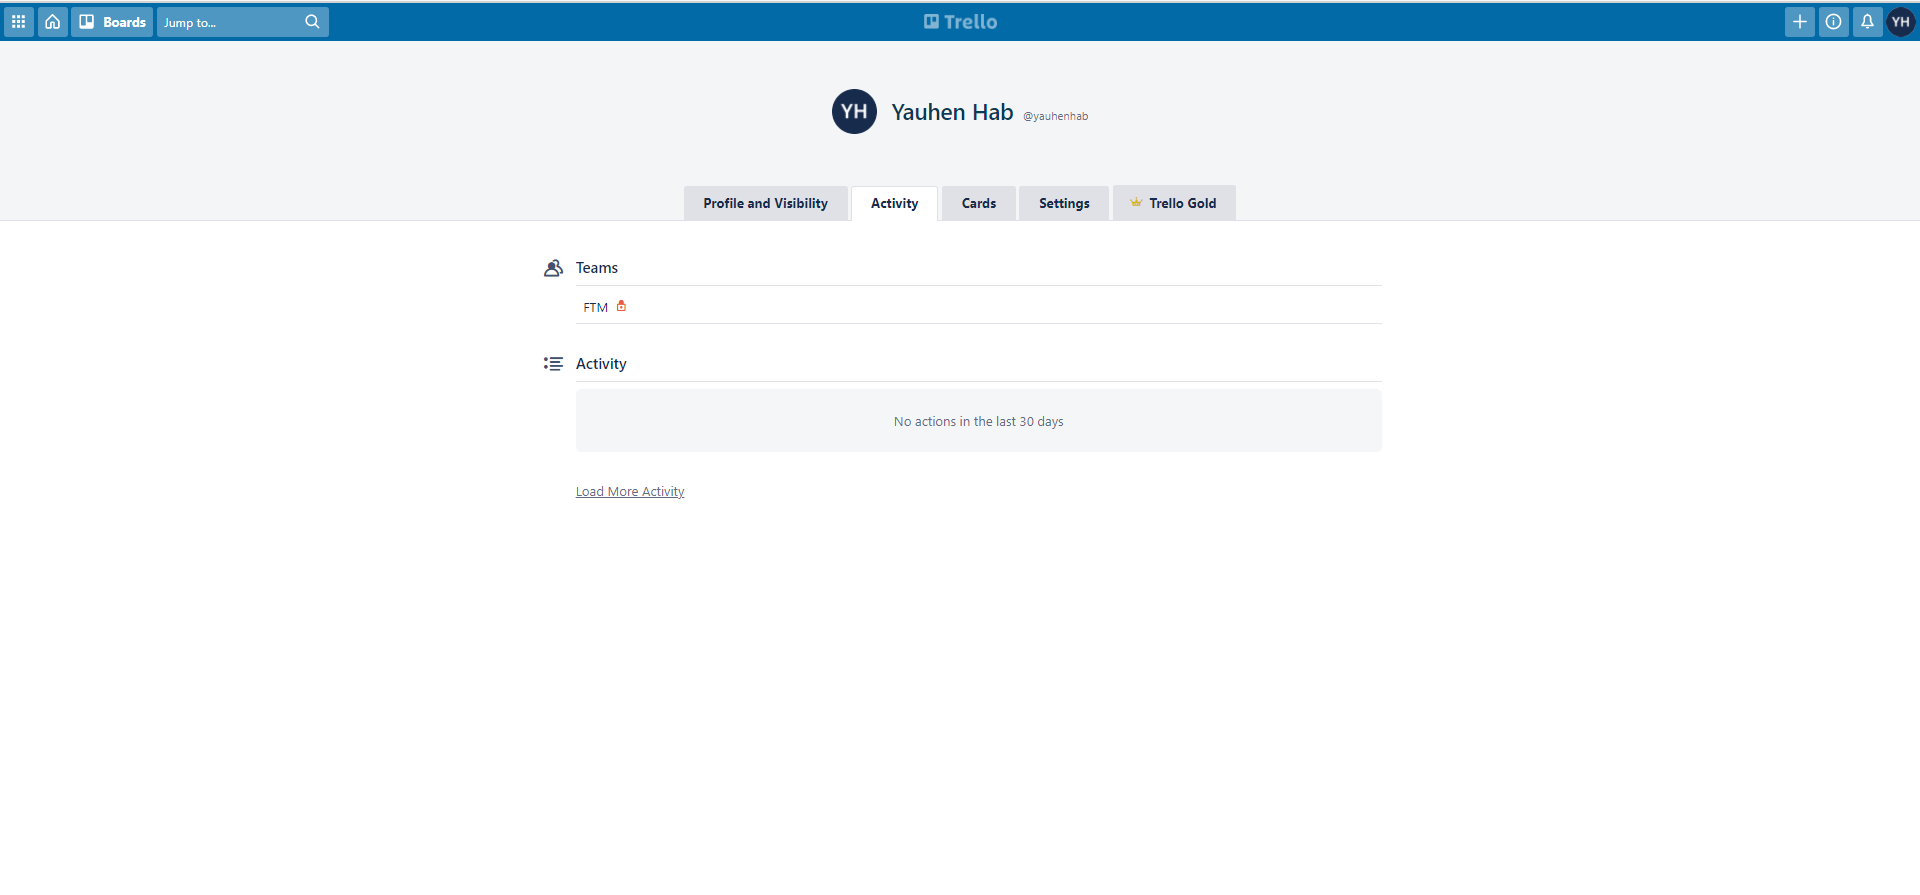 Boards
Jump to...
Trello
YH
YH
Yauhen Hab @yauhenhab
Profile and Visibility
Activity
Cards
Settings
Trello Gold
Teams
FTM
Activity
No actions in the last 30 days
Load More Activity